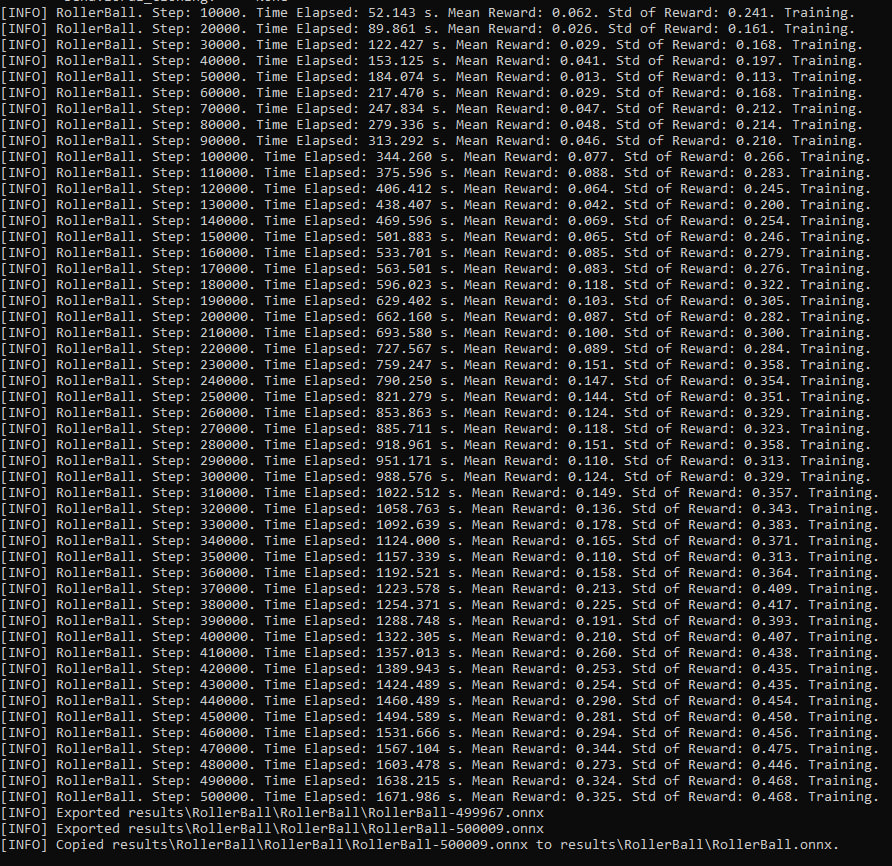 [INFO] RollerBall. Step: 10000. Time Elapsed: 52.143 s. Mean Reward: 0.062. Std of Reward: 0.241. Training.
[INFO] RollerBall. Step: 20000. Time Elapsed: 89.861 s. Mean Reward: 0.026. Std of Reward: 0.161. Training.
[INFO] RollerBall. Step: 30000. Time Elapsed: 122.427 s. Mean Reward: 0.029. Std of Reward: 0.168. Training.
[INFO] RollerBall. Step: 40000. Time Elapsed: 153.125 s. Mean Reward: 0.041. Std of Reward: 0.197. Training.
[INFO] RollerBall. Step: 50000. Time Elapsed: 184.074 s. Mean Reward: 0.013. Std of Reward: 0.113. Training.
[INFO] RollerBall. Step: 60000. Time Elapsed: 217.470 s. Mean Reward: 0.029. Std of Reward: 0.168. Training.
[INFO] RollerBall. Step: 70000. Time Elapsed: 247.834 s. Mean Reward: 0.047. Std of Reward: 0.212. Training.
[INFO] RollerBall. Step: 80000. Time Elapsed: 279.336 s. Mean Reward: 0.048. Std of Reward: 0.214. Training.
[INFO] RollerBall. Step: 90000. Time Elapsed: 313.292 s. Mean Reward: 0.046. Std of Reward: 0.210. Training.
[INFO] RollerBall. Step: 100000. Time Elapsed: 344.260 s. Mean Reward: 0.077. Std of Reward: 0.266. Training.
[INFO] RollerBall. Step: 110000. Time Elapsed: 375.596 s. Mean Reward: 0.088. Std of Reward: 0.283. Training.
[INFO] RollerBall. Step: 120000. Time Elapsed: 406.412 s. Mean Reward: 0.064. Std of Reward: 0.245. Training.
[INFO] RollerBall. Step: 130000. Time Elapsed: 438.407 s. Mean Reward: 0.042. Std of Reward: 0.200. Training.
[INFO] RollerBall. Step: 140000. Time Elapsed: 469.596 s. Mean Reward: 0.069. Std of Reward: 0.254. Training.
[INFO] RollerBall. Step: 150000. Time Elapsed: 501.883 s. Mean Reward: 0.065. Std of Reward: 0.246. Training.
[INFO] RollerBall. Step: 160000. Time Elapsed: 533.701 s. Mean Reward: 0.085. Std of Reward: 0.279. Training.
[INFO] RollerBall. Step: 170000. Time Elapsed: 563.501 s. Mean Reward: 0.083. Std of Reward: 0.276. Training.
[INFO] RollerBall. Step: 180000. Time Elapsed: 596.023 s. Mean Reward: 0.118. Std of Reward: 0.322. Training.
[INFO] RollerBall. Step: 190000. Time Elapsed: 629.402 s. Mean Reward: 0.103. Std of Reward: 0.305. Training.
[INFO] RollerBall. Step: 200000. Time Elapsed: 662.160 s. Mean Reward: 0.087. Std of Reward: 0.282. Training.
[INFO] RollerBall. Step: 210000. Time Elapsed: 693.580 s. Mean Reward: 0.100. Std of Reward: 0.300. Training.
[INFO] RollerBall. Step: 220000. Time Elapsed: 727.567 s. Mean Reward: 0.089. Std of Reward: 0.284. Training.
[INFO] RollerBall. Step: 230000. Time Elapsed: 759.247 s. Mean Reward: 0.151. Std of Reward: 0.358. Training.
[INFO] RollerBall. Step: 240000. Time Elapsed: 790.250 s. Mean Reward: 0.147. Std of Reward: 0.354. Training.
[INFO] RollerBall. Step: 250000. Time Elapsed: 821.279 s. Mean Reward: 0.144. Std of Reward: 0.351. Training.
[INFO] RollerBall. Step: 260000. Time Elapsed: 853.863 s. Mean Reward: 0.124. Std of Reward: 0.329. Training.
[INFO] RollerBall. Step: 270000. Time Elapsed: 885.711 s. Mean Reward: 0.118. Std of Reward: 0.323. Training.
[INFO] RollerBall. Step: 280000. Time Elapsed: 918.961 s. Mean Reward: 0.151. Std of Reward: 0.358. Training.
[INFO] RollerBall. Step: 290000. Time Elapsed: 951.171 s. Mean Reward: 0.110. Std of Reward: 0.313. Training.
[INFO] RollerBall. Step: 300000. Time Elapsed: 988.576 s. Mean Reward: 0.124. Std of Reward: 0.329. Training.
[INFO] RollerBall. Step: 310000. Time Elapsed: 1022.512 s. Mean Reward: 0.149. Std of Reward: 0.357. Training.
[INFO] RollerBall. Step: 320000. Time Elapsed: 1058.763 s. Mean Reward: 0.136. Std of Reward: 0.343. Training.
[INFO] RollerBall. Step: 330000. Time Elapsed: 1092.639 s. Mean Reward: 0.178. Std of Reward: 0.383. Training.
[INFO] RollerBall. Step: 340000. Time Elapsed: 1124.000 s. Mean Reward: 0.165. Std of Reward: 0.371. Training.
[INFO] RollerBall. Step: 350000. Time Elapsed: 1157.339 s. Mean Reward: 0.110. Std of Reward: 0.313. Training.
[INFO] RollerBall. Step: 360000. Time Elapsed: 1192.521 s. Mean Reward: 0.158. Std of Reward: 0.364. Training.
[INFO] RollerBall. Step: 370000. Time Elapsed: 1223.578 s. Mean Reward: 0.213. Std of Reward: 0.409. Training.
[INFO] RollerBall. Step: 380000. Time Elapsed: 1254.371 s. Mean Reward: 0.225. Std of Reward: 0.417. Training.
[INFO] RollerBall. Step: 390000. Time Elapsed: 1288.748 s. Mean Reward: 0.191. Std of Reward: 0.393. Training.
[INFO] RollerBall. Step: 400000. Time Elapsed: 1322.305 s. Mean Reward: 0.210. Std of Reward: 0.407. Training.
[INFO] RollerBall. Step: 410000. Time Elapsed: 1357.013 s. Mean Reward: 0.260. Std of Reward: 0.438. Training.
[INFO] RollerBall. Step: 420000. Time Elapsed: 1389.943 s. Mean Reward: 0.253. Std of Reward: 0.435. Training.
[INFO] RollerBall. Step: 430000. Time Elapsed: 1424.489 s. Mean Reward: 0.254. Std of Reward: 0.435. Training.
[INFO] RollerBall. Step: 440000. Time Elapsed: 1460.489 s. Mean Reward: 0.290. Std of Reward: 0.454. Training.
[INFO] RollerBall. Step: 450000. Time Elapsed: 1494.589 s. Mean Reward: 0.281. Std of Reward: 0.450. Training.
[INFO] RollerBall. Step: 460000. Time Elapsed: 1531.666 s. Mean Reward: 0.294. Std of Reward: 0.456. Training.
[INFO] RollerBall. Step: 470000. Time Elapsed: 1567.104 s. Mean Reward: 0.344. Std of Reward: 0.475. Training.
[INFO] RollerBall. Step: 480000. Time Elapsed: 1603.478 s. Mean Reward: 0.273. Std of Reward: 0.446. Training.
[INFO] RollerBall. Step: 490000. Time Elapsed: 1638.215 s. Mean Reward: 0.324. Std of Reward: 0.468. Training.
[INFO] RollerBall. Step: 500000. Time Elapsed: 1671.986 s. Mean Reward: 0.325. Std of Reward: 0.468. Training.
[INFO] Exported results\RollerBall\RollerBall\RollerBall-499967.onnx
[INFO] Exported results\RollerBall\RollerBall\RollerBall-500009.onnx
[INFO] Copied results\RollerBall\RollerBall\RollerBall-500009.onnx to results\RollerBall\RollerBall.onnx.